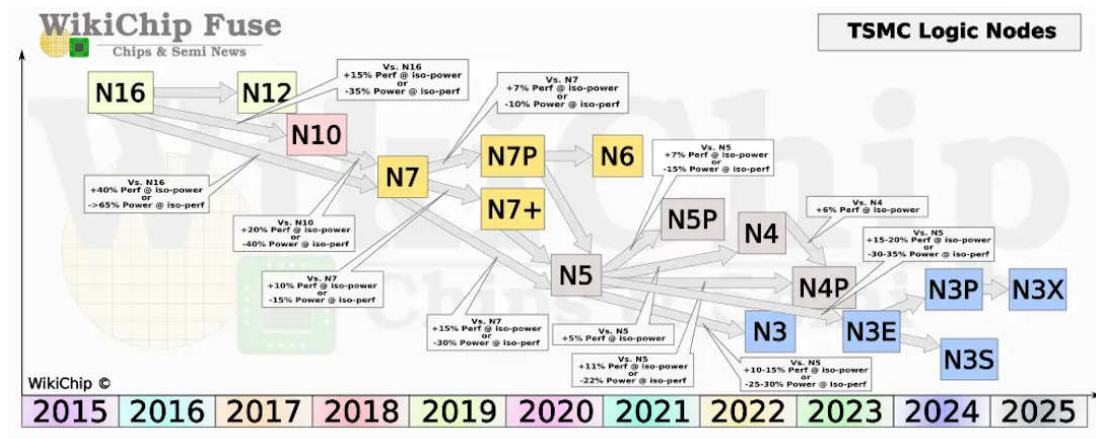 WikiChip Fuse
Chips & Semi News
TSMC Logic Nodes
N16
N12
N10
N7
N7P
N7+
N6
N5
N5P
N4
N4P
N3
N3E
N3P
N3X
N3S
Vs. N16
+15% Perf @ iso-power
or
-35% Power @ iso-perf
Vs. N7
+7% Perf @ iso-power
or
-10% Power @ iso-perf
Vs. N16
+40% Perf @ iso-power
or
->65% Power @ iso-perf
Vs. N10
+20% Perf @ iso-power
or
-40% Power @ iso-perf
Vs. N7
+10% Perf @ iso-power
or
-15% Power @ iso-perf
Vs. N7
+15% Perf @ iso-power
or
-30% Power @ iso-perf
Vs. N5
+7% Perf @ iso-power
or
-15% Power @ iso-perf
Vs. N4
+6% Perf @ iso-power
Vs. N5
+15-20% Perf @ iso-power
or
-30-35% Power @ iso-perf
Vs. N5
+5% Perf @ iso-power
Vs. N5
+11% Perf @ iso-power
or
-22% Power @ iso-perf
Vs. N5
+10-15% Perf @ iso-power
or
-25-30% Power @ iso-perf
WikiChip
WikiChip ©
2015 2016 2017 2018 2019 2020 2021 2022 2023 2024 2025